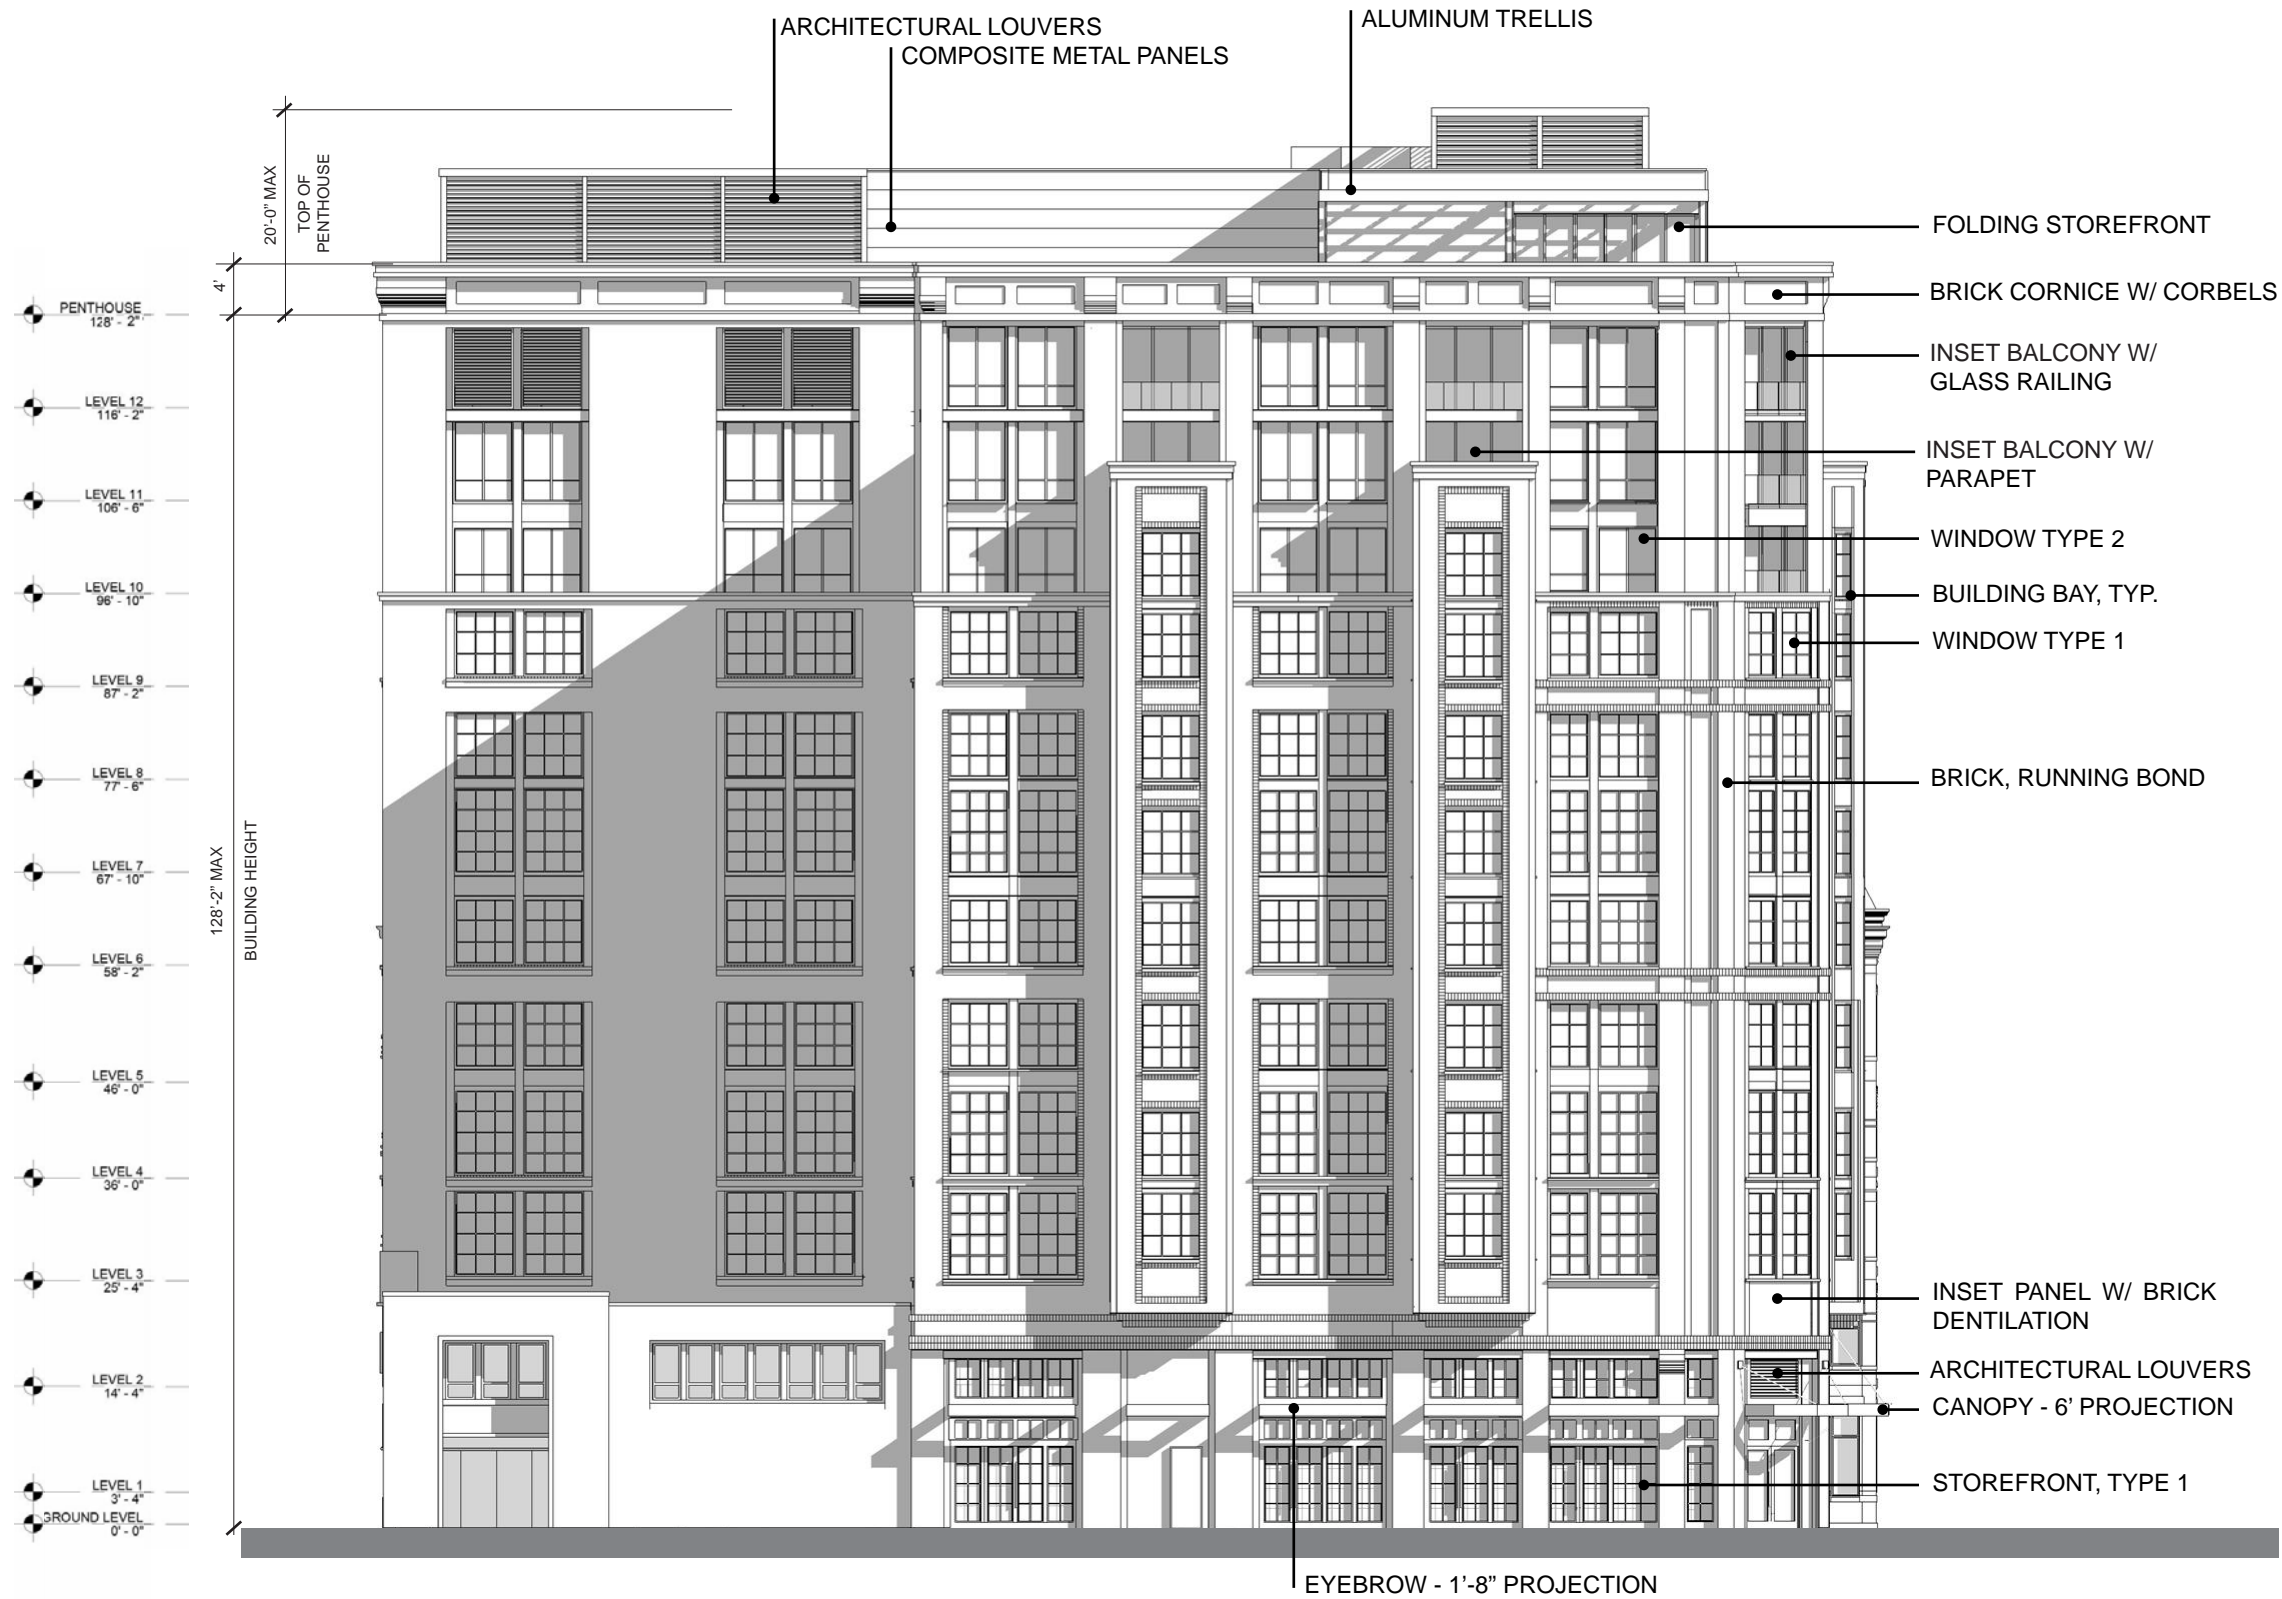 ARCHITECTURAL LOUVERS
COMPOSITE METAL PANELS
ALUMINUM TRELLIS
20'-0" MAX
TOP OF
PENTHOUSE
4'
128'-2" MAX
BUILDING HEIGHT
PENTHOUSE
128' - 2"
LEVEL 12
116' - 2"
LEVEL 11
106' - 6"
LEVEL 10
96' - 10"
LEVEL 9
87' - 2"
LEVEL 8
77' - 6"
LEVEL 7
67' - 10"
LEVEL 6
58' - 2"
LEVEL 5
46' - 0"
LEVEL 4
36' - 0"
LEVEL 3
25' - 4"
LEVEL 2
14' - 4"
LEVEL 1
3' - 4"
GROUND LEVEL
0' - 0"
FOLDING STOREFRONT
BRICK CORNICE W/ CORBELS
INSET BALCONY W/
GLASS RAILING
INSET BALCONY W/
PARAPET
WINDOW TYPE 2
BUILDING BAY, TYP.
WINDOW TYPE 1
BRICK, RUNNING BOND
INSET PANEL W/ BRICK
DENTILATION
ARCHITECTURAL LOUVERS
CANOPY - 6’ PROJECTION
STOREFRONT, TYPE 1
EYEBROW - 1’-8” PROJECTION